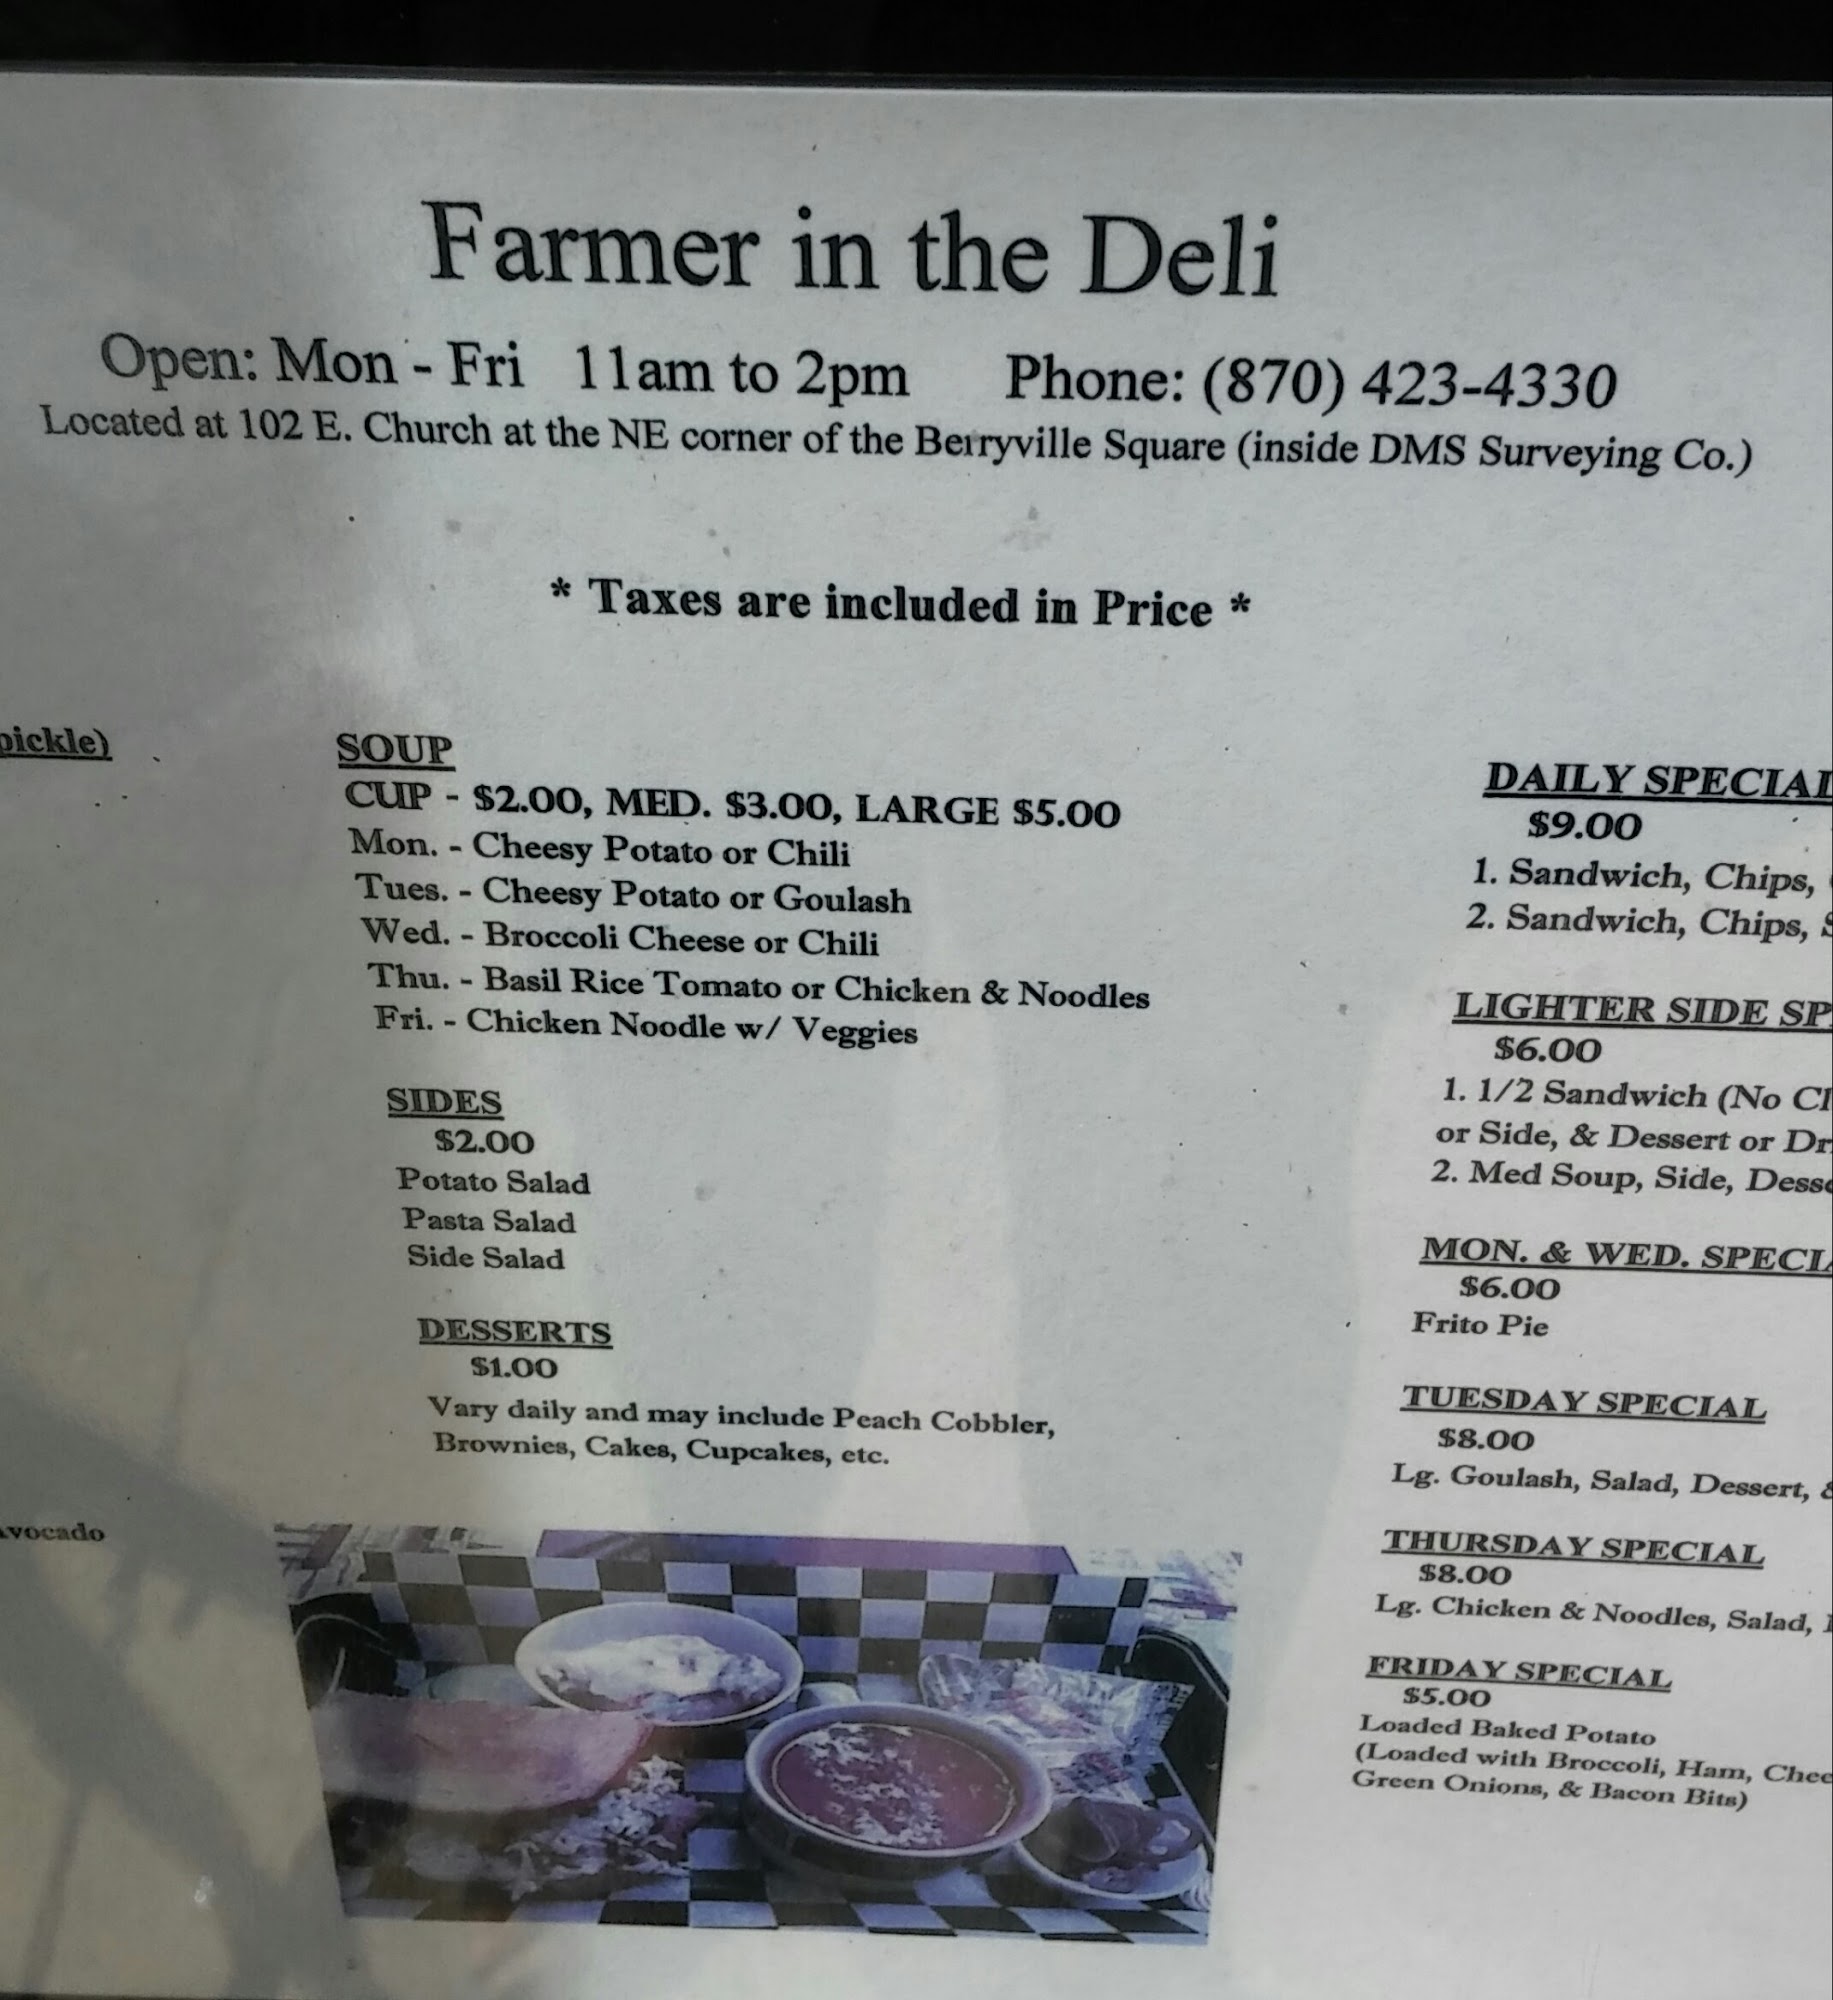 Farmer in the Deli
Open: Mon - Fri 11am to 2pm Phone: (870) 423-4330
Located at 102 E. Church at the NE corner of the Berryville Square (inside DMS Surveying Co.)
* Taxes are included in Price *
pickle)
SOUP
CUP - $2.00, MED. $3.00, LARGE $5.00
Mon. - Cheesy Potato or Chili
Tues. - Cheesy Potato or Goulash
Wed. - Broccoli Cheese or Chili
Thu. - Basil Rice Tomato or Chicken & Noodles
Fri. - Chicken Noodle w/ Veggies
SIDES
$2.00
Potato Salad
Pasta Salad
Side Salad
DESSERTS
$1.00
Vary daily and may include Peach Cobbler,
Brownies, Cakes, Cupcakes, etc.
Avocado
DAILY SPECIAL
$9.00
1. Sandwich, Chips,
2. Sandwich, Chips,
LIGHTER SIDE
$6.00
1. 1/2 Sandwich (No
or Side, & Dessert or
2. Med Soup, Side,
MON. & WED.
$6.00
Frito Pie
TUESDAY SPECIAL
$8.00
Lg. Goulash, Salad, Dessert,
THURSDAY SPECIAL
$8.00
Lg. Chicken & Noodles, Salad,
FRIDAY SPECIAL
$5.00
Loaded Baked Potato
(Loaded with Broccoli, Ham,
Green Onions, & Bacon Bits)